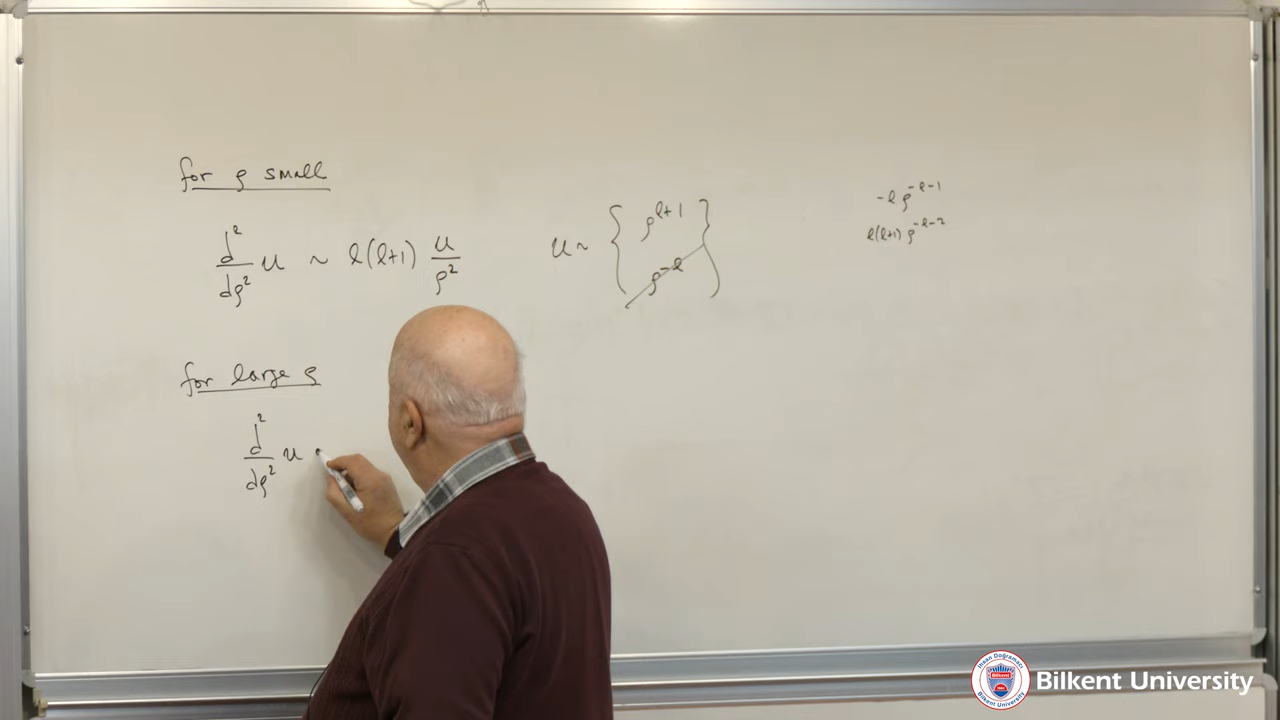 for ρ small
d²/dρ² u ~ l(l+1) u/ρ²
u ~ { ρ^{l+1} }
ρ^{-l}
-l ρ^{-l-1}
l(l+1) ρ^{-l-2}
for large ρ
d²/dρ² u
Bilkent University